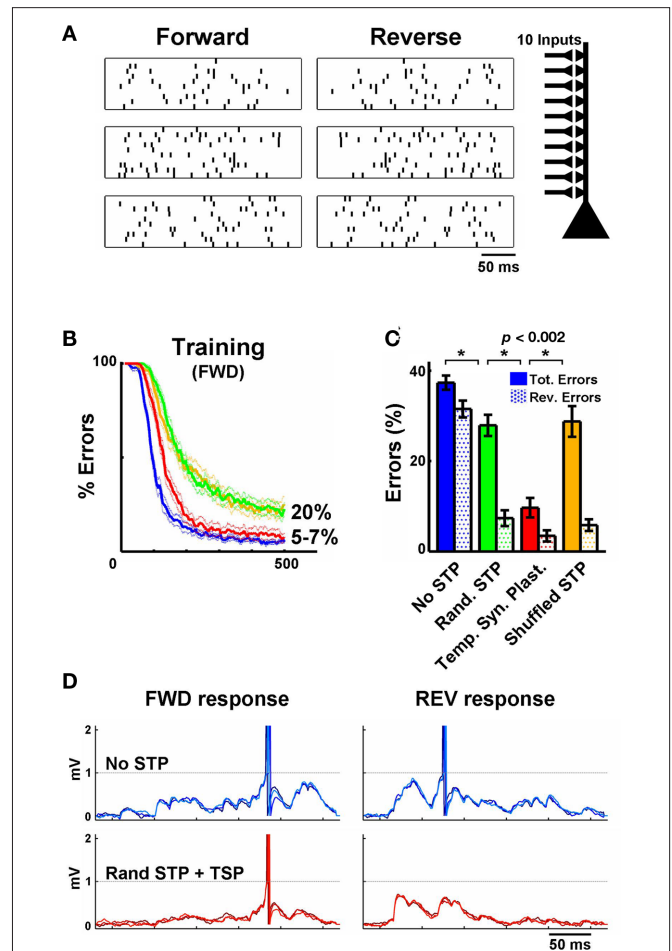 A
Forward
Reverse
10 Inputs
50 ms
B
Training
(FWD)
100
% Errors
20%
5-7%
0
500
C
p < 0.002
* * *
Tot. Errors
Rev. Errors
40
20
0
Errors (%)
No STP
Rand. STP
Temp. Syn. Plast.
Shuffled STP
D
FWD response
REV response
2
1
0
mV
No STP
2
1
0
mV
Rand STP + TSP
50 ms